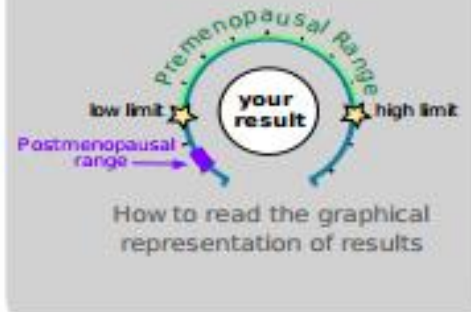 Premenopausal Range
your
result
low limit
high limit
Postmenopausal
range
How to read the graphical
representation of results